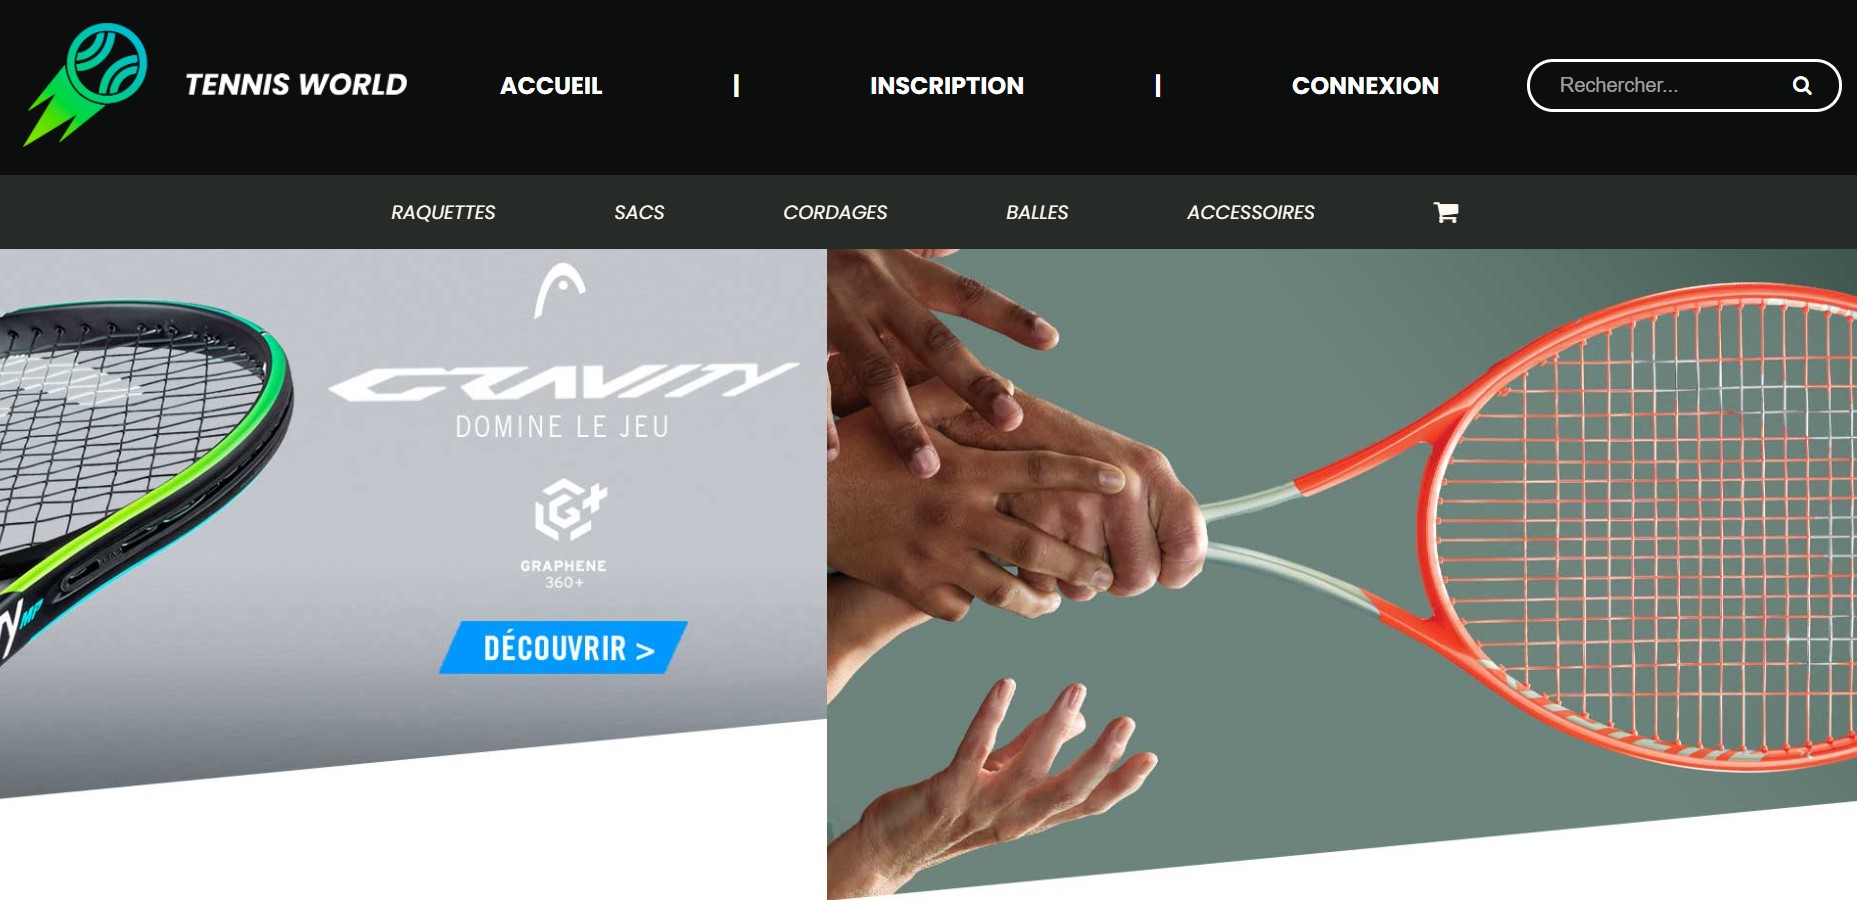 TENNIS WORLD
ACCUEIL | INSCRIPTION | CONNEXION
Rechercher...
RAQUETTES SACS CORDAGES BALLES ACCESSOIRES
GRAVITY
DOMINE LE JEU
G+
GRAPHENE
360+
DÉCOUVRIR >
MP